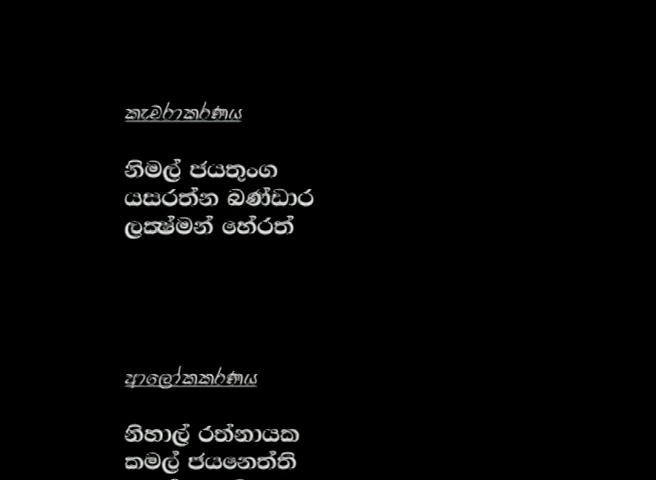 කැමරාකරණය
නිමල් ජයතුංග
යසරත්න බණ්ඩාර
ලක්‍ෂ්මන් හේරත්
ආලෝකකරණය
නිහාල් රත්නායක
කමල් ජයනෙත්ති